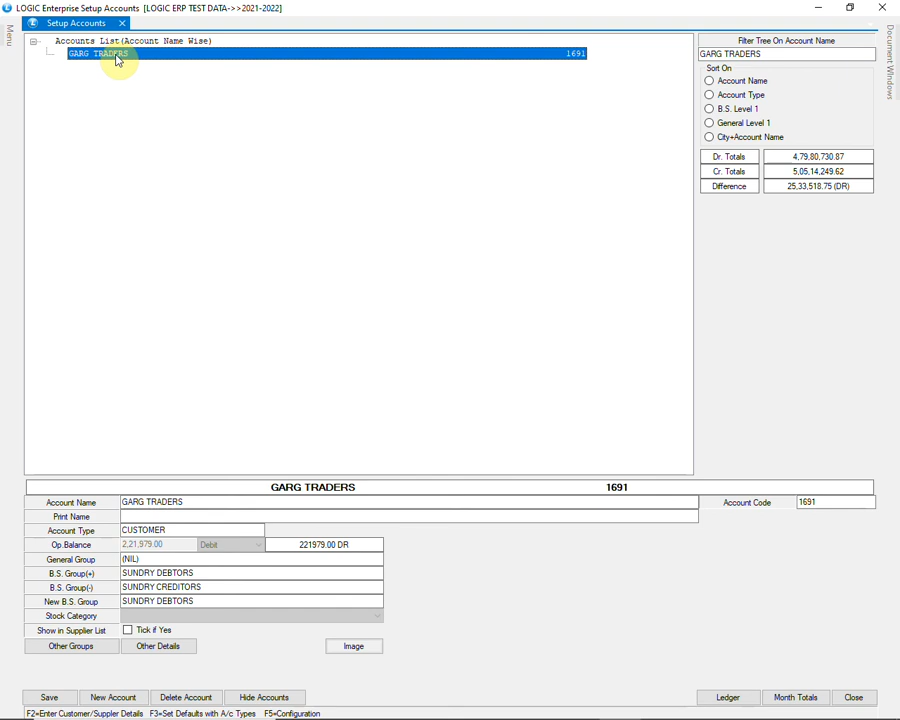 LOGIC Enterprise Setup Accounts [LOGIC ERP TEST DATA->>2021-2022]
Menu
Setup Accounts
Document Windows
Accounts List(Account Name Wise)
GARG TRADERS 1691
Filter Tree On Account Name
GARG TRADERS
Sort On
Account Name
Account Type
B.S. Level 1
General Level 1
City+Account Name
Dr. Totals 4,79,80,730.87
Cr. Totals 5,05,14,249.62
Difference 25,33,518.75 (DR)
GARG TRADERS 1691
Account Name GARG TRADERS Account Code 1691
Print Name
Account Type CUSTOMER
Op.Balance 2,21,979.00 Debit 221979.00 DR
General Group (NIL)
B.S. Group(+) SUNDRY DEBTORS
B.S. Group(-) SUNDRY CREDITORS
New B.S. Group SUNDRY DEBTORS
Stock Category
Show in Supplier List Tick if Yes
Other Groups Other Details Image
Save New Account Delete Account Hide Accounts Ledger Month Totals Close
F2=Enter Customer/Suppler Details F3=Set Defaults with A/c Types F5=Configuration